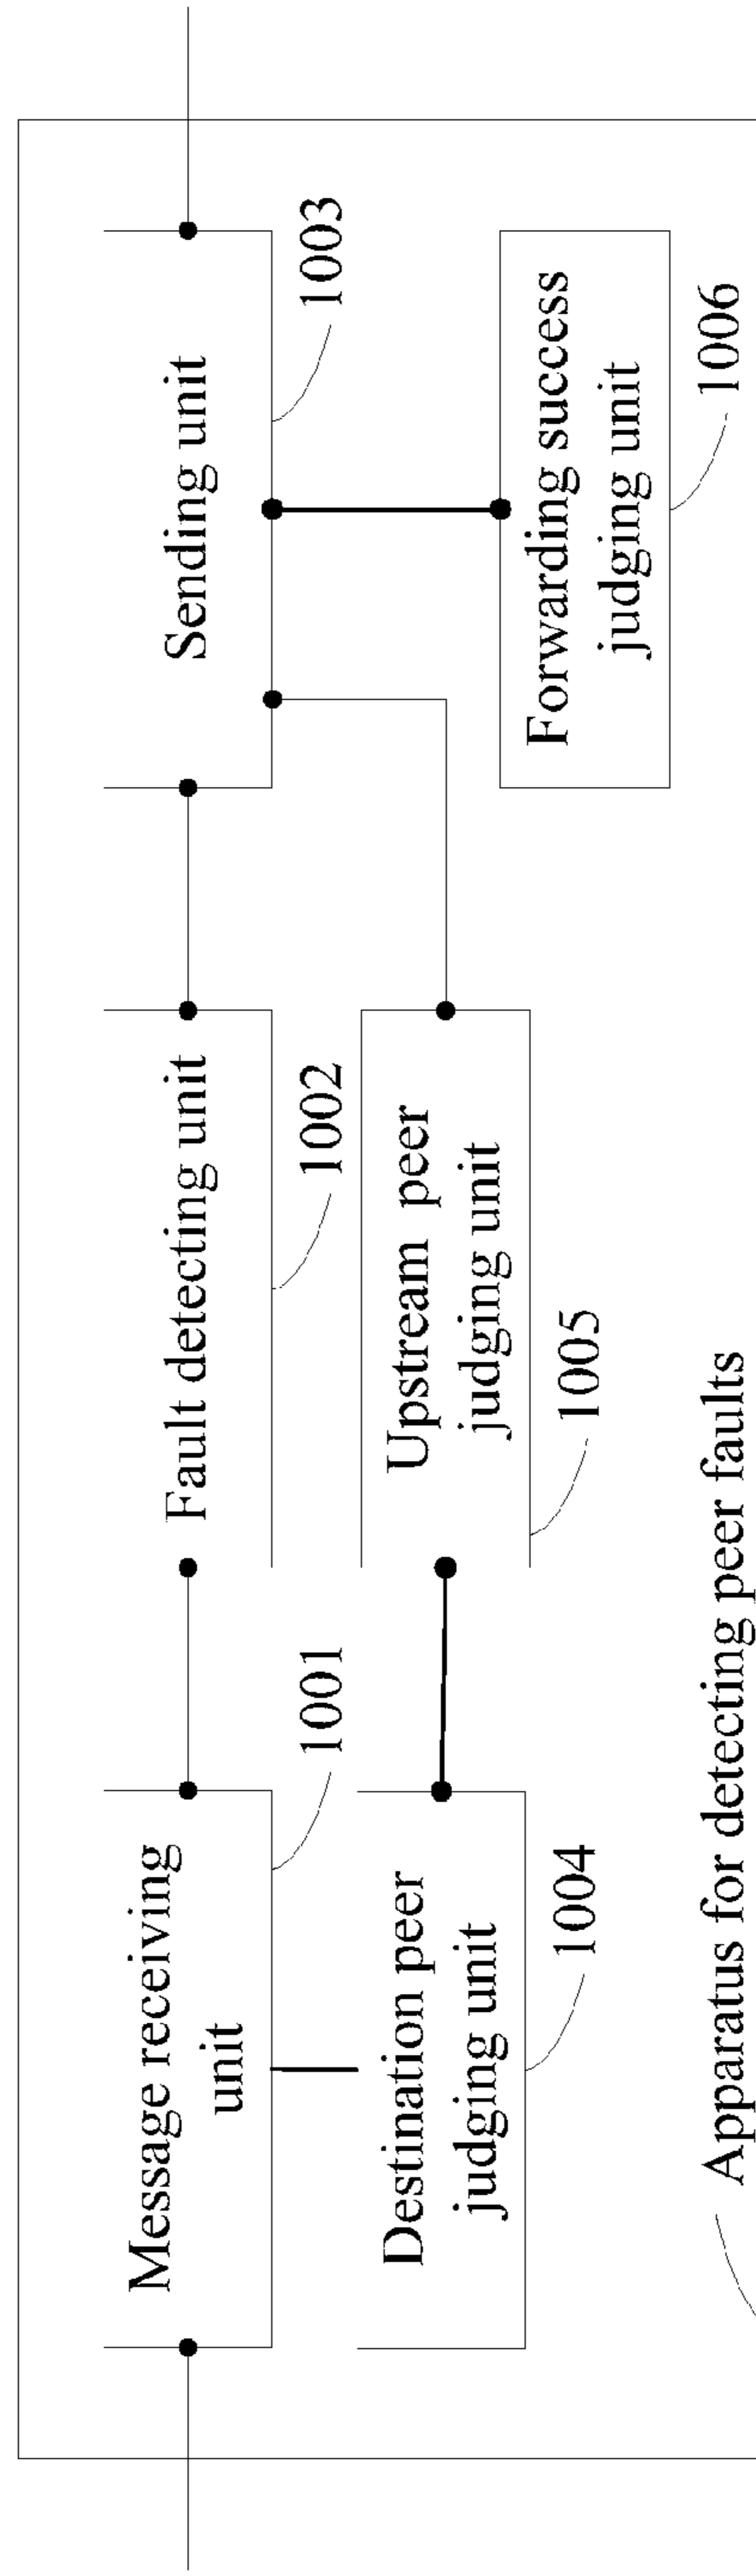 Message receiving
unit
1001
Fault detecting unit
1002
Sending unit
1003
Destination peer
judging unit
1004
Upstream peer
judging unit
1005
Forwarding success
judging unit
1006
Apparatus for detecting peer faults